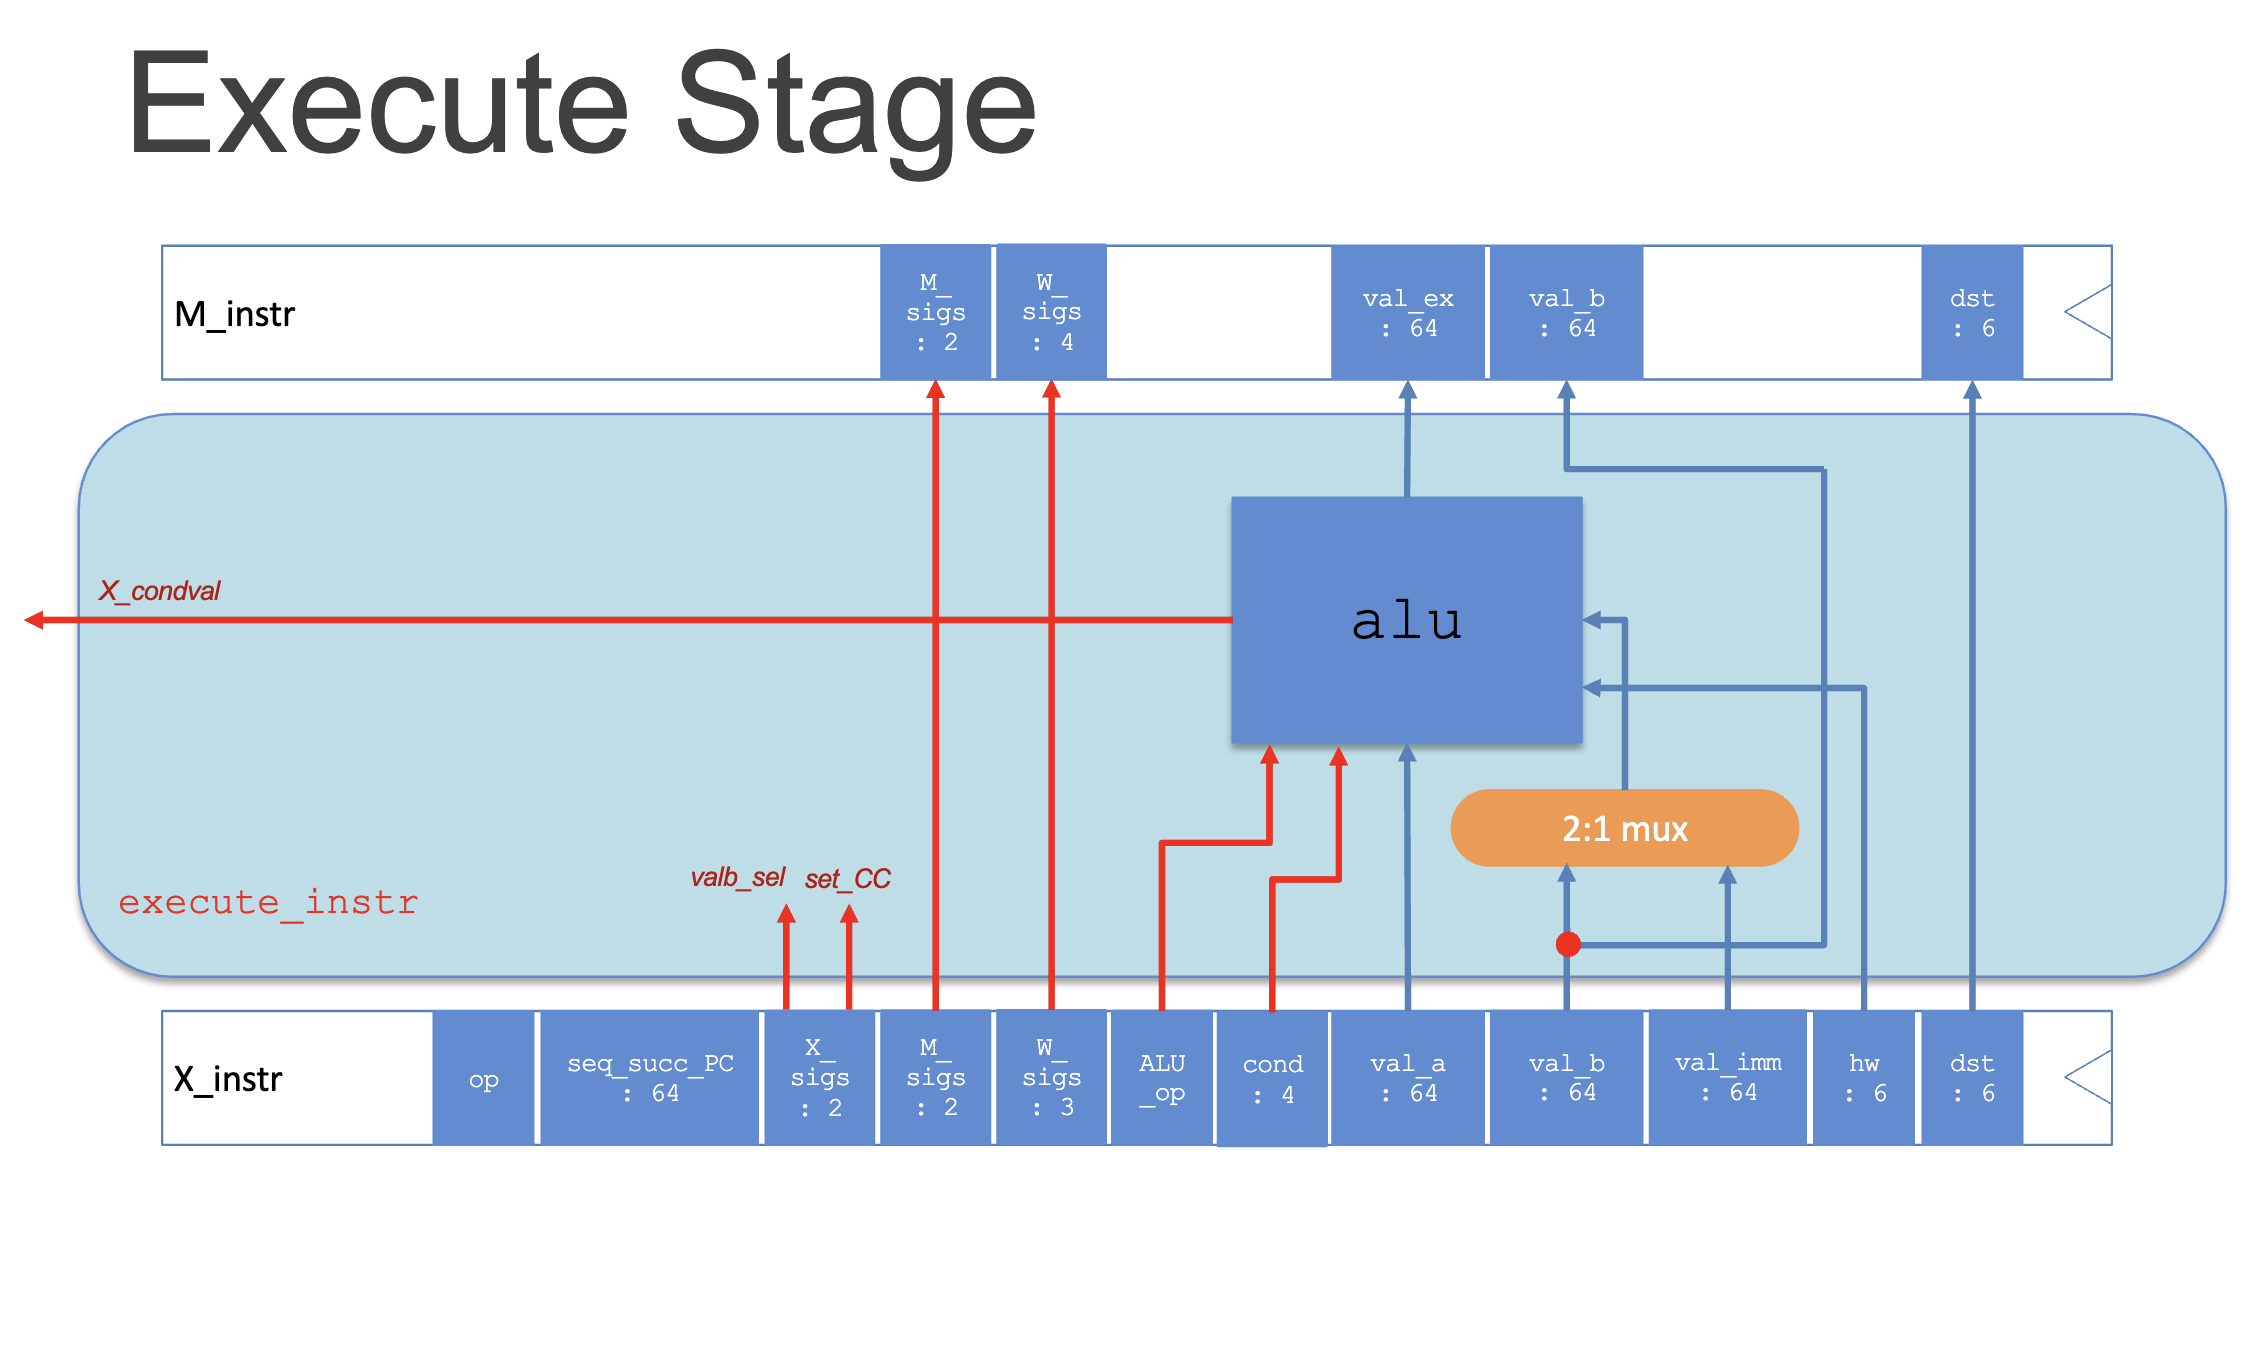 Execute Stage
M_instr
M_
sigs
: 2
W_
sigs
: 4
val_ex
: 64
val_b
: 64
dst
: 6
X_condval
alu
2:1 mux
valb_sel
set_CC
execute_instr
X_instr
op
seq_succ_PC
: 64
X_
sigs
: 2
M_
sigs
: 2
W_
sigs
: 3
ALU
_op
cond
: 4
val_a
: 64
val_b
: 64
val_imm
: 64
hw
: 6
dst
: 6